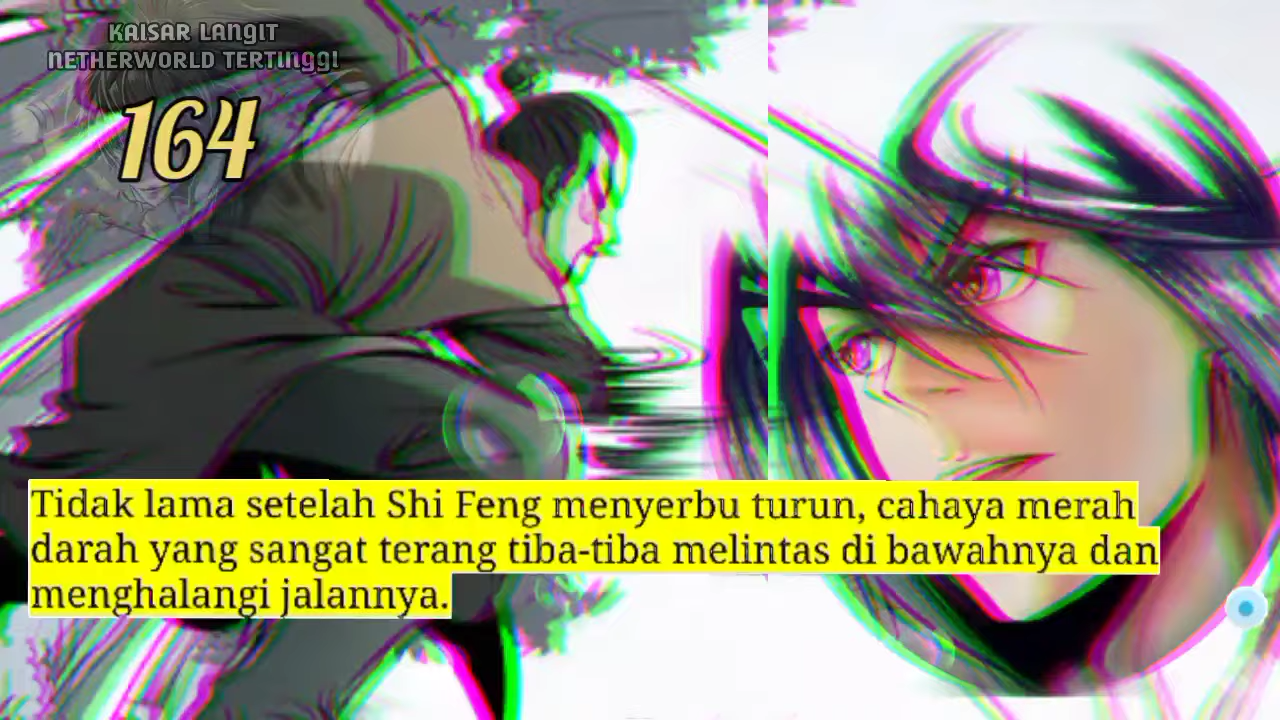 KAISAR LANGIT
NETHERWORLD TERTINGGI
164
Tidak lama setelah Shi Feng menyerbu turun, cahaya merah
darah yang sangat terang tiba-tiba melintas di bawahnya dan
menghalangi jalannya.